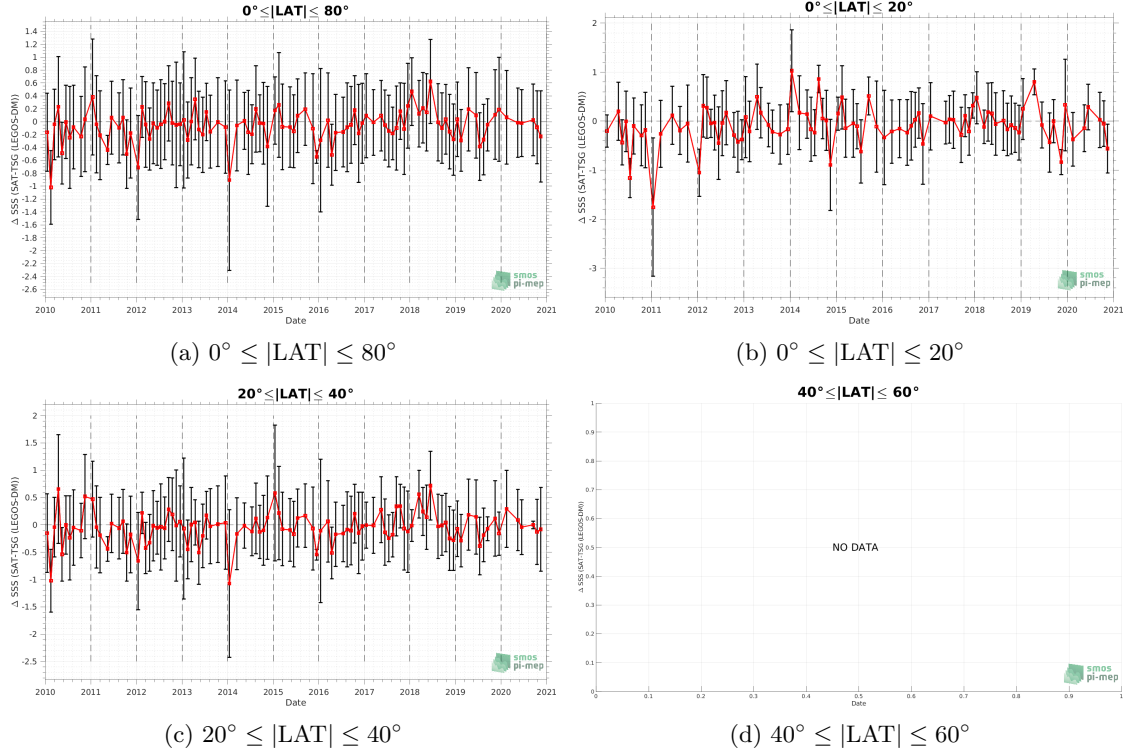 0°≤|LAT|≤ 80°
1.4
1.2
1
0.8
0.6
0.4
0.2
0
-0.2
-0.4
-0.6
-0.8
-1
-1.2
-1.4
-1.6
-1.8
-2
-2.2
-2.4
-2.6
Δ SSS (SAT-TSG (LEGOS-DM))
2010 2011 2012 2013 2014 2015 2016 2017 2018 2019 2020 2021
Date
smos
pi-mep
(a) 0° ≤ |LAT| ≤ 80°
0°≤|LAT|≤ 20°
2
1
0
-1
-2
-3
Δ SSS (SAT-TSG (LEGOS-DM))
2010 2011 2012 2013 2014 2015 2016 2017 2018 2019 2020 2021
Date
smos
pi-mep
(b) 0° ≤ |LAT| ≤ 20°
20°≤|LAT|≤ 40°
2
1.5
1
0.5
0
-0.5
-1
-1.5
-2
-2.5
Δ SSS (SAT-TSG (LEGOS-DM))
2010 2011 2012 2013 2014 2015 2016 2017 2018 2019 2020 2021
Date
smos
pi-mep
(c) 20° ≤ |LAT| ≤ 40°
40°≤|LAT|≤ 60°
1
0.9
0.8
0.7
0.6
0.5
0.4
0.3
0.2
0.1
0
Δ SSS (SAT-TSG (LEGOS-DM))
NO DATA
0 0.1 0.2 0.3 0.4 0.5 0.6 0.7 0.8 0.9 1
Date
smos
pi-mep
(d) 40° ≤ |LAT| ≤ 60°